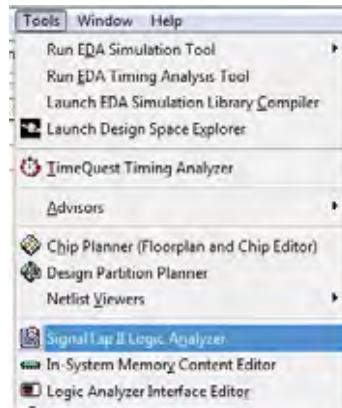 Tools Window Help
Run EDA Simulation Tool
Run EDA Timing Analysis Tool
Launch EDA Simulation Library Compiler
Launch Design Space Explorer
TimeQuest Timing Analyzer
Advisors
Chip Planner (Floorplan and Chip Editor)
Design Partition Planner
Netlist Viewers
SignalTap II Logic Analyzer
In-System Memory Content Editor
Logic Analyzer Interface Editor